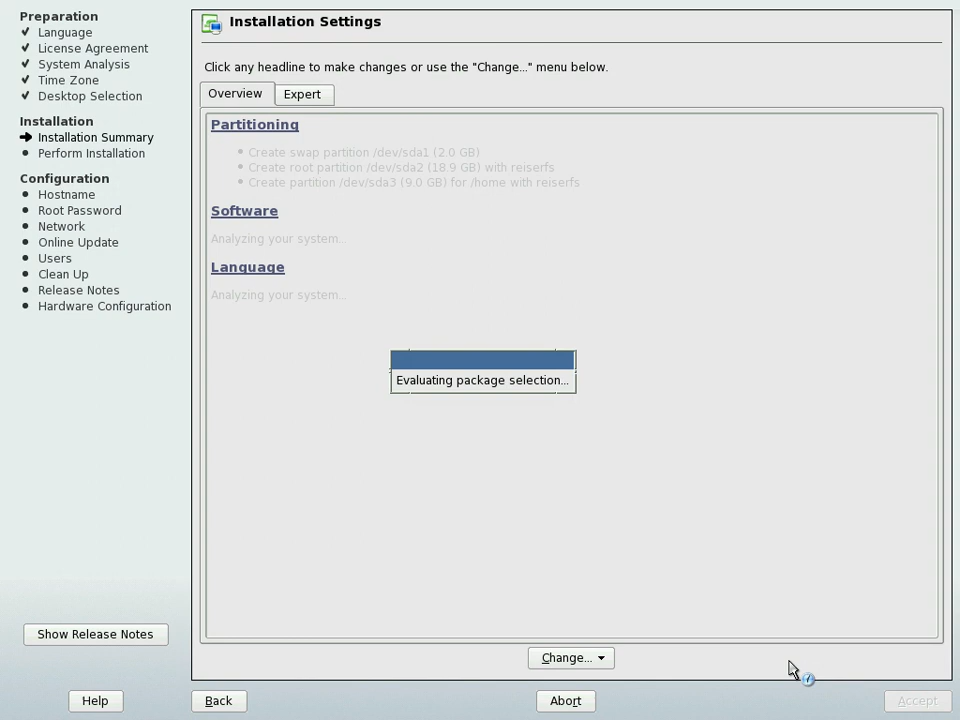 Preparation
Language
License Agreement
System Analysis
Time Zone
Desktop Selection
Installation
Installation Summary
Perform Installation
Configuration
Hostname
Root Password
Network
Online Update
Users
Clean Up
Release Notes
Hardware Configuration
Show Release Notes
Help
Installation Settings
Click any headline to make changes or use the "Change..." menu below.
Overview
Expert
Partitioning
Create swap partition /dev/sda1 (2.0 GB)
Create root partition /dev/sda2 (18.9 GB) with reiserfs
Create partition /dev/sda3 (9.0 GB) for /home with reiserfs
Software
Analyzing your system...
Language
Analyzing your system...
Evaluating package selection...
Change...
Back
Abort
Accept